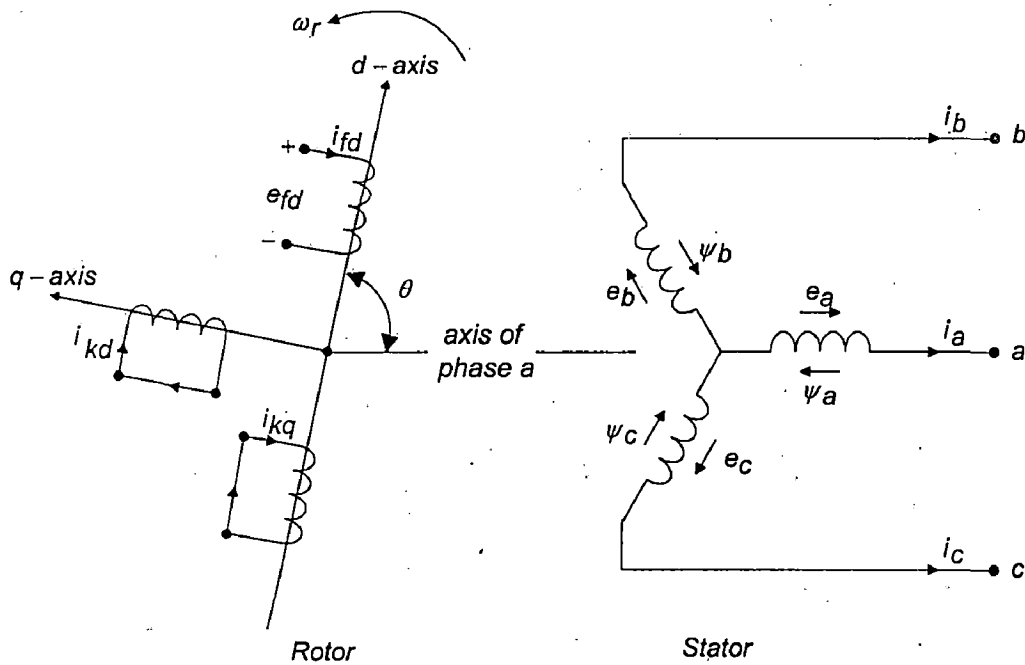 ω_r
d – axis
i_fd
+
e_fd
–
q – axis
θ
i_kd
axis of
phase a
i_kq
Rotor
i_b
b
ψ_b
e_b
e_a
i_a
a
ψ_a
ψ_c
e_c
i_c
c
Stator